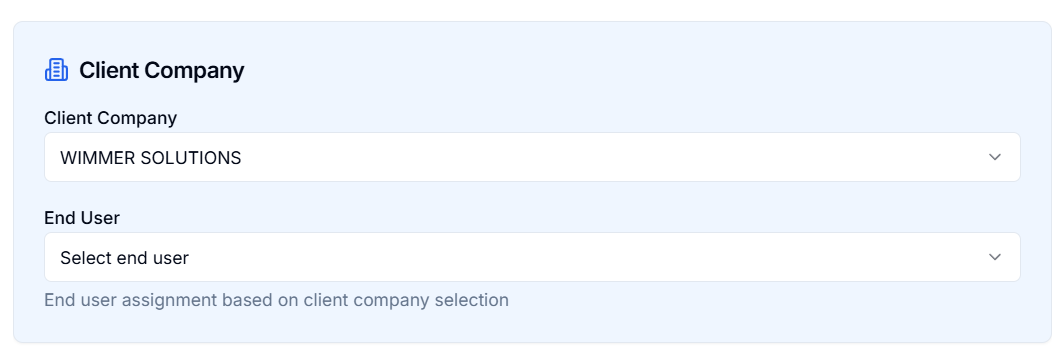 Client Company
Client Company
WIMMER SOLUTIONS
End User
Select end user
End user assignment based on client company selection